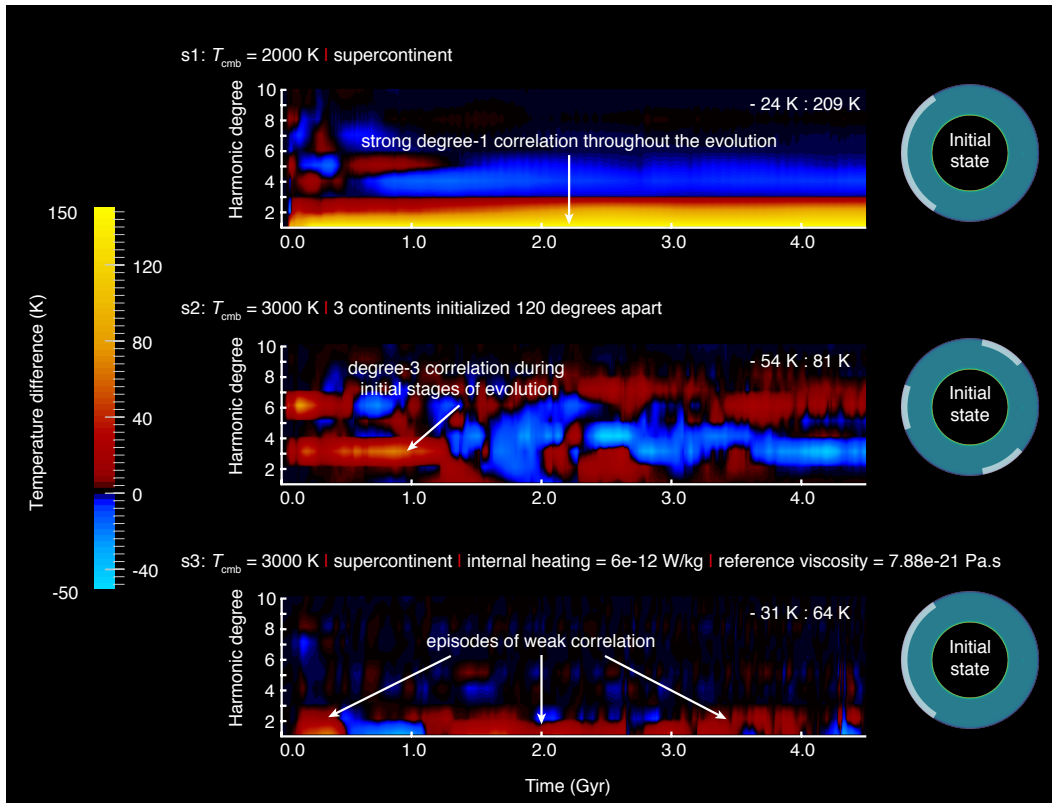 s1: Tcmb = 2000 K | supercontinent
Harmonic degree
10
8
6
4
2
- 24 K : 209 K
strong degree-1 correlation throughout the evolution
0.0 1.0 2.0 3.0 4.0
Initial
state
Temperature difference (K)
150
120
80
40
0
-40
-50
s2: Tcmb = 3000 K | 3 continents initialized 120 degrees apart
Harmonic degree
10
8
6
4
2
- 54 K : 81 K
degree-3 correlation during
initial stages of evolution
0.0 1.0 2.0 3.0 4.0
Initial
state
s3: Tcmb = 3000 K | supercontinent | internal heating = 6e-12 W/kg | reference viscosity = 7.88e-21 Pa.s
Harmonic degree
10
8
6
4
2
- 31 K : 64 K
episodes of weak correlation
0.0 1.0 2.0 3.0 4.0
Time (Gyr)
Initial
state